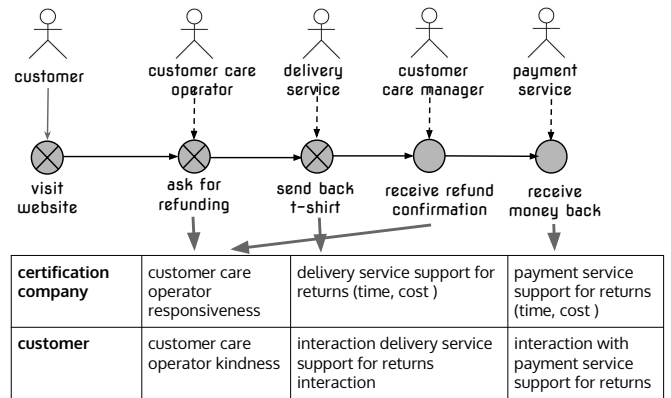 customer
customer care
operator
delivery
service
customer
care manager
payment
service
visit
website
ask for
refunding
send back
t-shirt
receive refund
confirmation
receive
money back
certification
company
customer care
operator
responsiveness
delivery service support for
returns (time, cost )
payment service
support for returns
(time, cost )
customer
customer care
operator kindness
interaction delivery service
support for returns
interaction
interaction with
payment service
support for returns